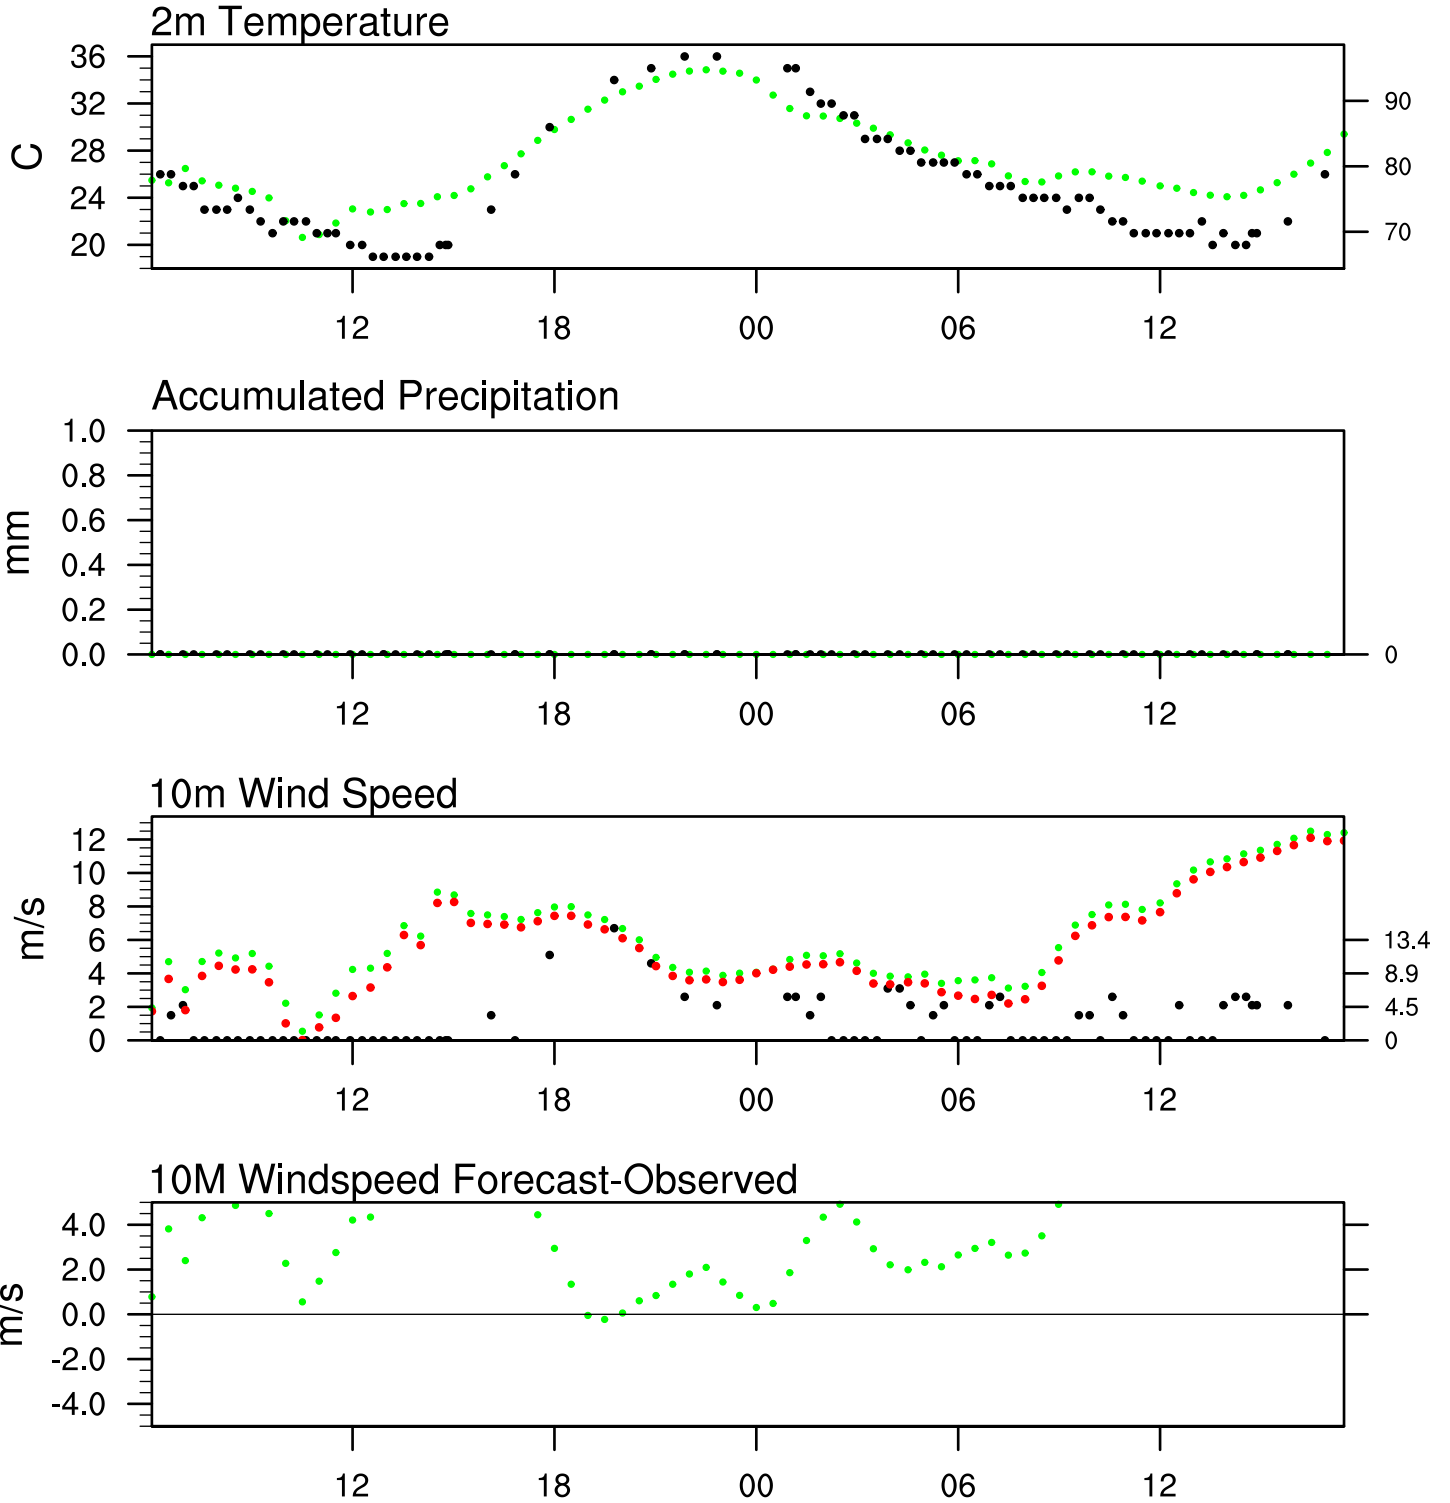 2m Temperature
36
32
28
24
20
C
90
80
70
12 18 00 06 12
Accumulated Precipitation
1.0
0.8
0.6
0.4
0.2
0.0
mm
0
12 18 00 06 12
10m Wind Speed
12
10
8
6
4
2
0
m/s
13.4
8.9
4.5
0
12 18 00 06 12
10M Windspeed Forecast-Observed
4.0
2.0
0.0
-2.0
-4.0
m/s
12 18 00 06 12